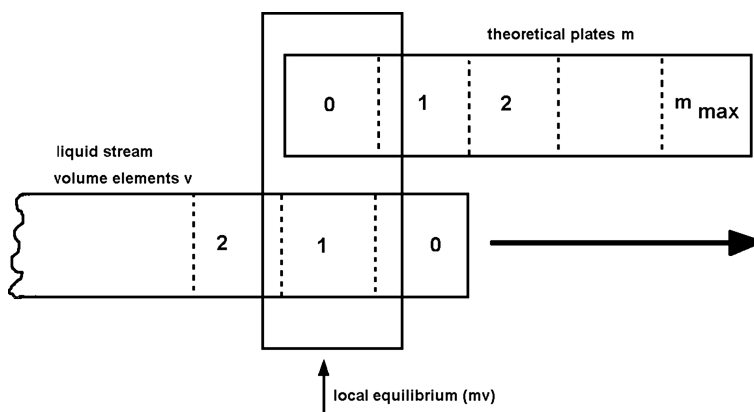 theoretical plates m
0 1 2 m max
liquid stream
volume elements v
2 1 0
local equilibrium (mv)